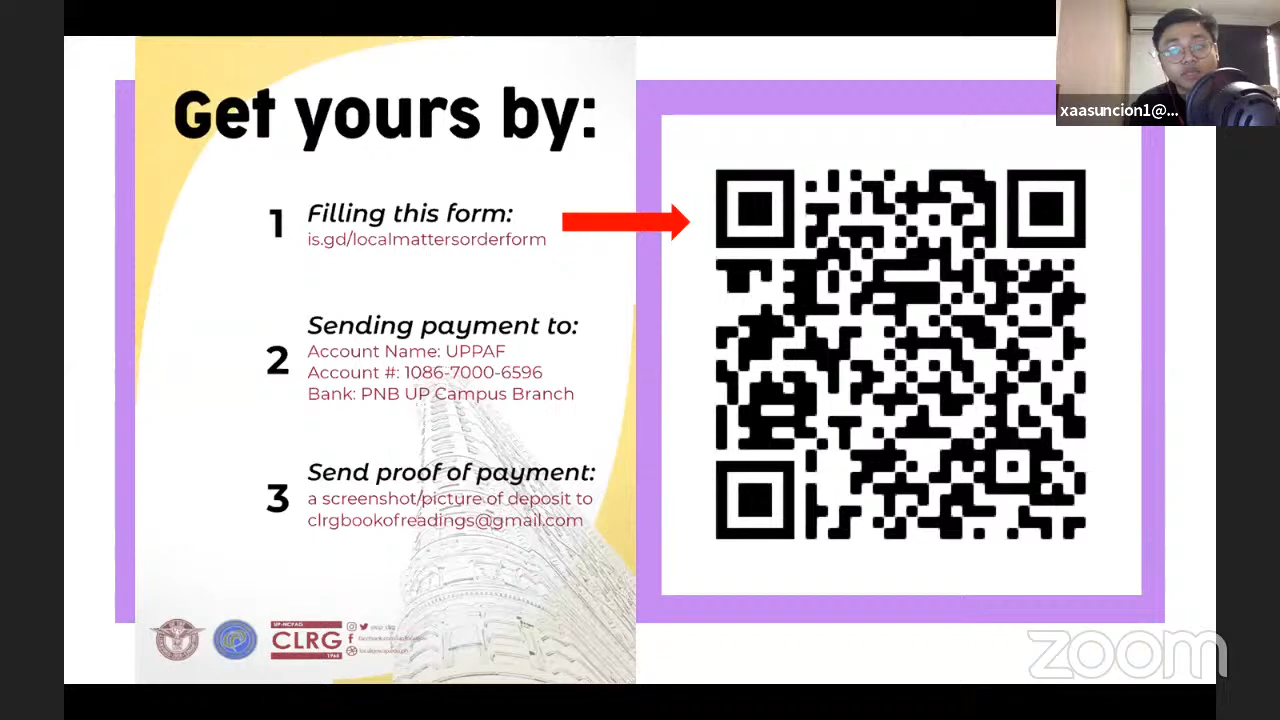 Get yours by:
1
Filling this form:
is.gd/localmattersorderform
2
Sending payment to:
Account Name: UPPAF
Account #: 1086-7000-6596
Bank: PNB UP Campus Branch
3
Send proof of payment:
a screenshot/picture of deposit to
clrgbookofreadings@gmail.com
UP-NCPAG
CLRG
xaasuncion1@...
zoom